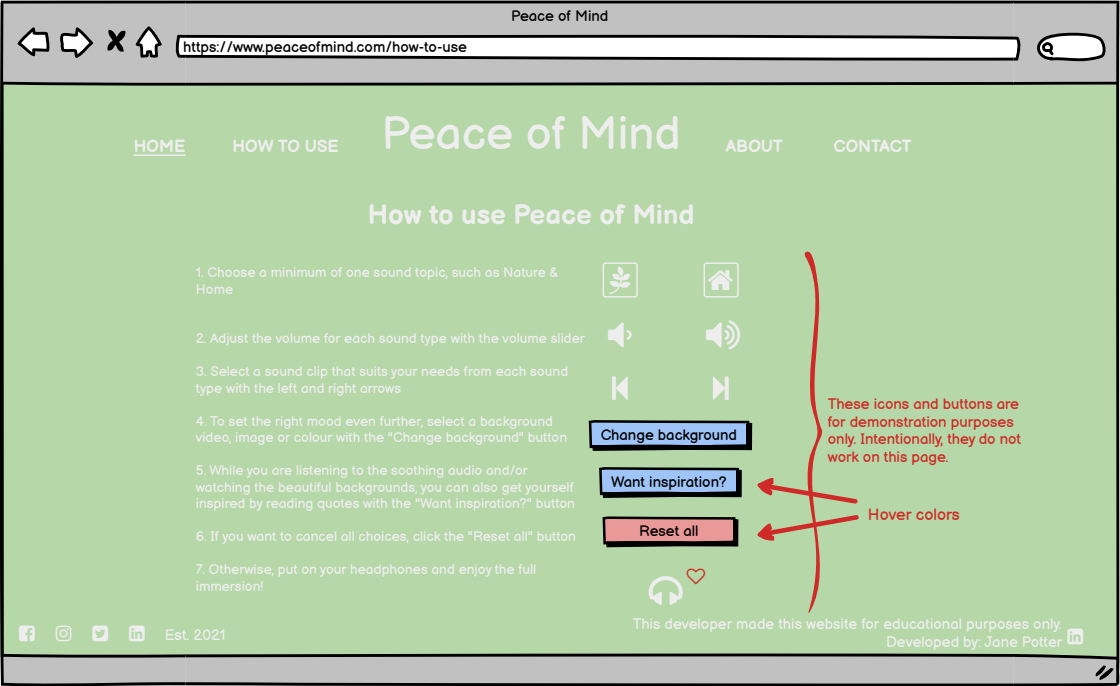 Peace of Mind
https://www.peaceofmind.com/how-to-use
HOME HOW TO USE Peace of Mind ABOUT CONTACT
How to use Peace of Mind
1. Choose a minimum of one sound topic, such as Nature &
Home
2. Adjust the volume for each sound type with the volume slider
3. Select a sound clip that suits your needs from each sound
type with the left and right arrows
4. To set the right mood even further, select a background
video, image or colour with the "Change background" button
5. While you are listening to the soothing audio and/or
watching the beautiful backgrounds, you can also get yourself
inspired by reading quotes with the "Want inspiration?" button
6. If you want to cancel all choices, click the "Reset all" button
7. Otherwise, put on your headphones and enjoy the full
immersion!
Change background
Want inspiration?
Reset all
These icons and buttons are
for demonstration purposes
only. Intentionally, they do not
work on this page.
Hover colors
Est. 2021
This developer made this website for educational purposes only.
Developed by: Jane Potter